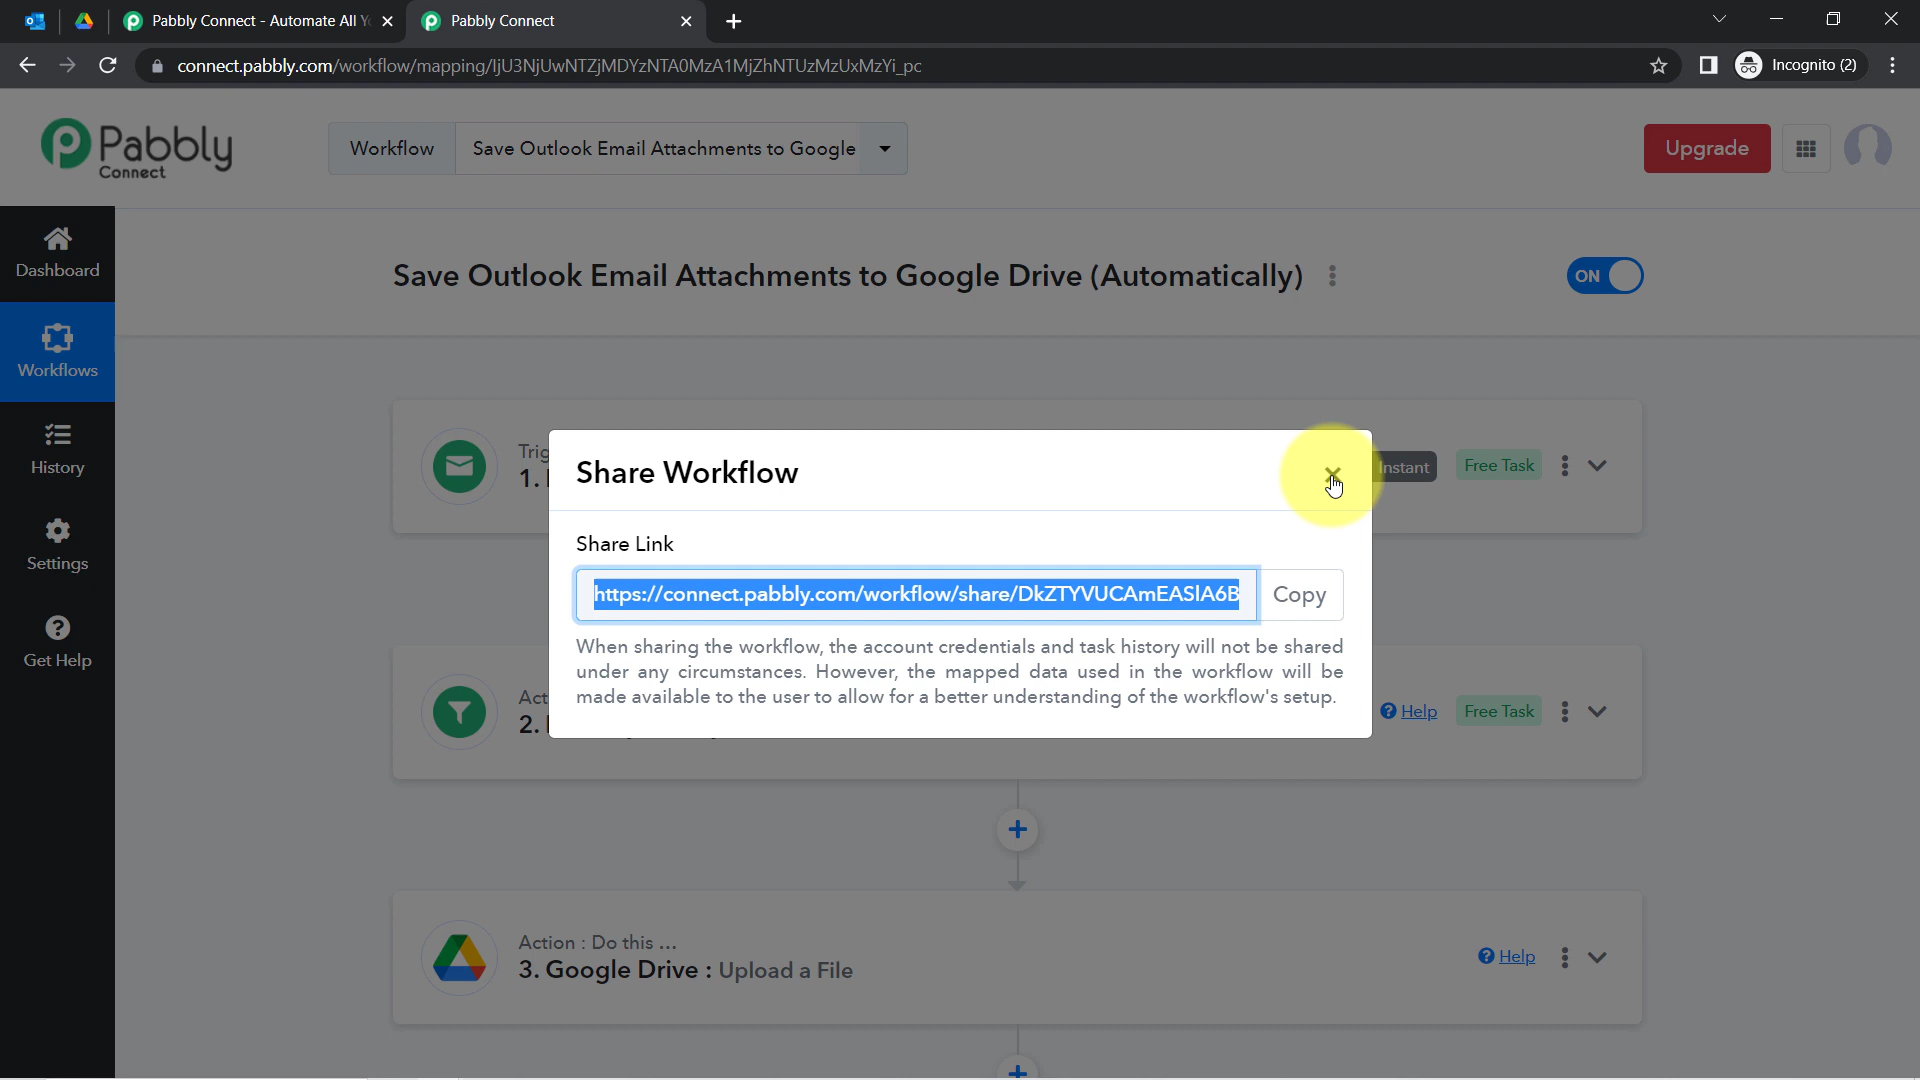 Pabbly Connect - Automate All Y
Pabbly Connect
connect.pabbly.com/workflow/mapping/IjU3NjUwNTZjMDYzNTA0MzA1MjZhNTUzMzUxMzYi_pc
Incognito (2)
Pabbly
Connect
Workflow
Save Outlook Email Attachments to Google
Upgrade
Dashboard
Workflows
History
Settings
Get Help
Save Outlook Email Attachments to Google Drive (Automatically)
ON
Trig
1.
Instant
Free Task
Share Workflow
Share Link
https://connect.pabbly.com/workflow/share/DkZTYVUCAmEASlA6B
Copy
When sharing the workflow, the account credentials and task history will not be shared
under any circumstances. However, the mapped data used in the workflow will be
made available to the user to allow for a better understanding of the workflow's setup.
Act
2.
Help
Free Task
Action : Do this ...
3. Google Drive : Upload a File
Help